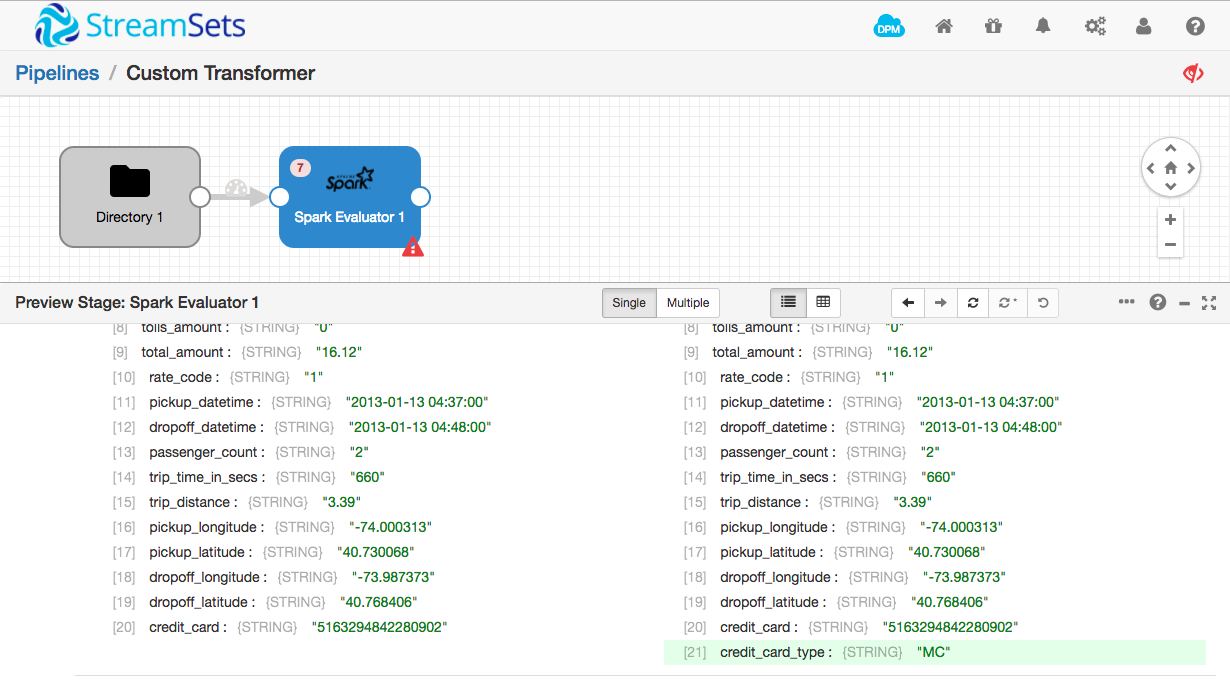 StreamSets
DPM
Pipelines / Custom Transformer
Directory 1
7
Spark
Spark Evaluator 1
Preview Stage: Spark Evaluator 1
Single Multiple
[8] tolls_amount : {STRING} "0"
[9] total_amount : {STRING} "16.12"
[10] rate_code : {STRING} "1"
[11] pickup_datetime : {STRING} "2013-01-13 04:37:00"
[12] dropoff_datetime : {STRING} "2013-01-13 04:48:00"
[13] passenger_count : {STRING} "2"
[14] trip_time_in_secs : {STRING} "660"
[15] trip_distance : {STRING} "3.39"
[16] pickup_longitude : {STRING} "-74.000313"
[17] pickup_latitude : {STRING} "40.730068"
[18] dropoff_longitude : {STRING} "-73.987373"
[19] dropoff_latitude : {STRING} "40.768406"
[20] credit_card : {STRING} "5163294842280902"
[8] tolls_amount : {STRING} "0"
[9] total_amount : {STRING} "16.12"
[10] rate_code : {STRING} "1"
[11] pickup_datetime : {STRING} "2013-01-13 04:37:00"
[12] dropoff_datetime : {STRING} "2013-01-13 04:48:00"
[13] passenger_count : {STRING} "2"
[14] trip_time_in_secs : {STRING} "660"
[15] trip_distance : {STRING} "3.39"
[16] pickup_longitude : {STRING} "-74.000313"
[17] pickup_latitude : {STRING} "40.730068"
[18] dropoff_longitude : {STRING} "-73.987373"
[19] dropoff_latitude : {STRING} "40.768406"
[20] credit_card : {STRING} "5163294842280902"
[21] credit_card_type : {STRING} "MC"